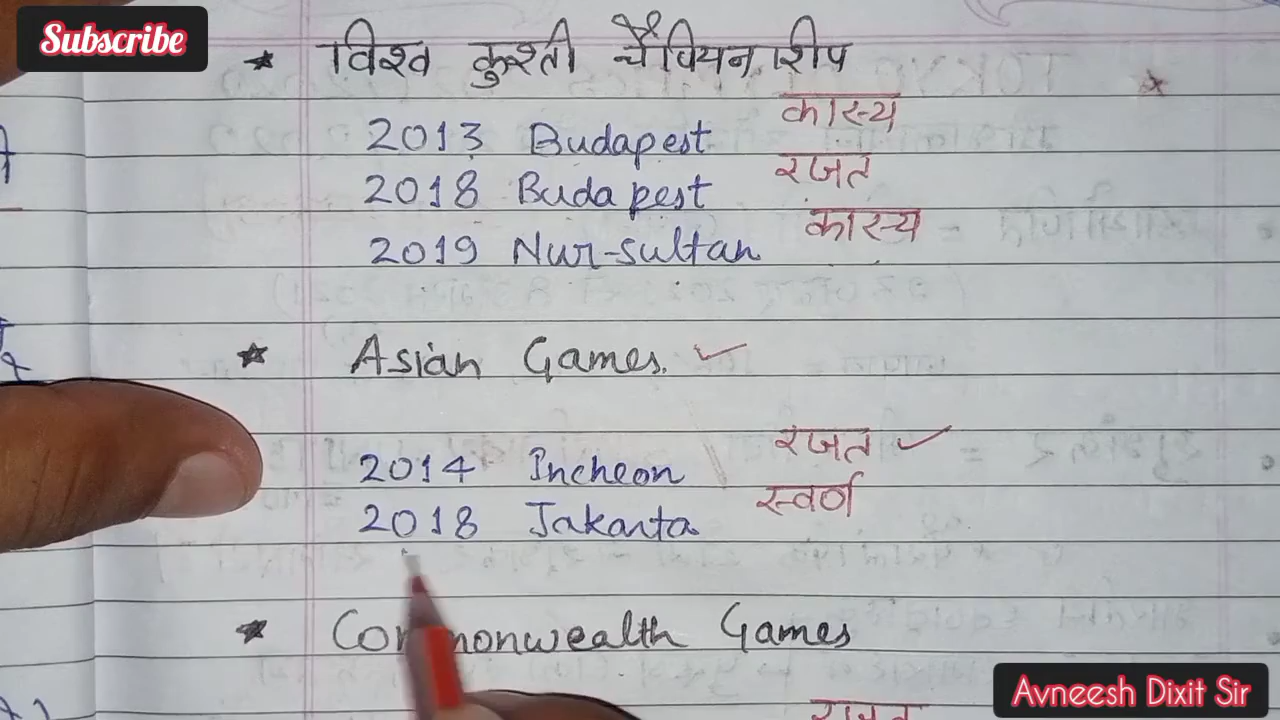 Subscribe
★ विश्व कुश्ती चैंपियनशीप
2013 Budapest कास्य
2018 Budapest रजत
2019 Nur-sultan कास्य
★ Asian Games.
2014 Incheon रजत
2018 Jakarta स्वर्ण
★ Commonwealth Games
रजत
Avneesh Dixit Sir